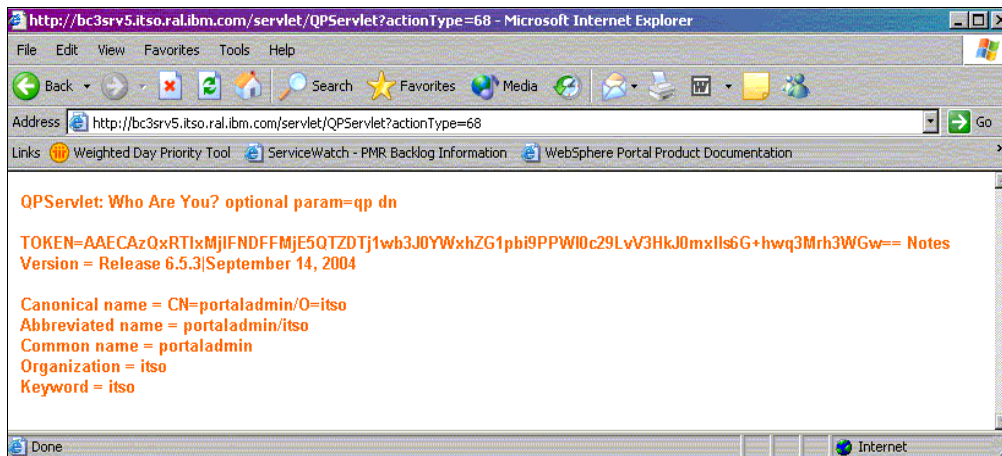 http://bc3srv5.itso.ral.ibm.com/servlet/QPServlet?actionType=68 - Microsoft Internet Explorer
File Edit View Favorites Tools Help
Back Search Favorites Media
Address http://bc3srv5.itso.ral.ibm.com/servlet/QPServlet?actionType=68 Go
Links Weighted Day Priority Tool ServiceWatch - PMR Backlog Information WebSphere Portal Product Documentation
QPServlet: Who Are You? optional param=qp dn
TOKEN=AAECAzQxRTIxMjlFNDFFMjE5QTZDTj1wb3J0YWxhZG1pbi9PPWl0c29LvV3HkJ0mxlls6G+hwq3Mrh3WGw== Notes
Version = Release 6.5.3|September 14, 2004
Canonical name = CN=portaladmin/O=itso
Abbreviated name = portaladmin/itso
Common name = portaladmin
Organization = itso
Keyword = itso
Done Internet